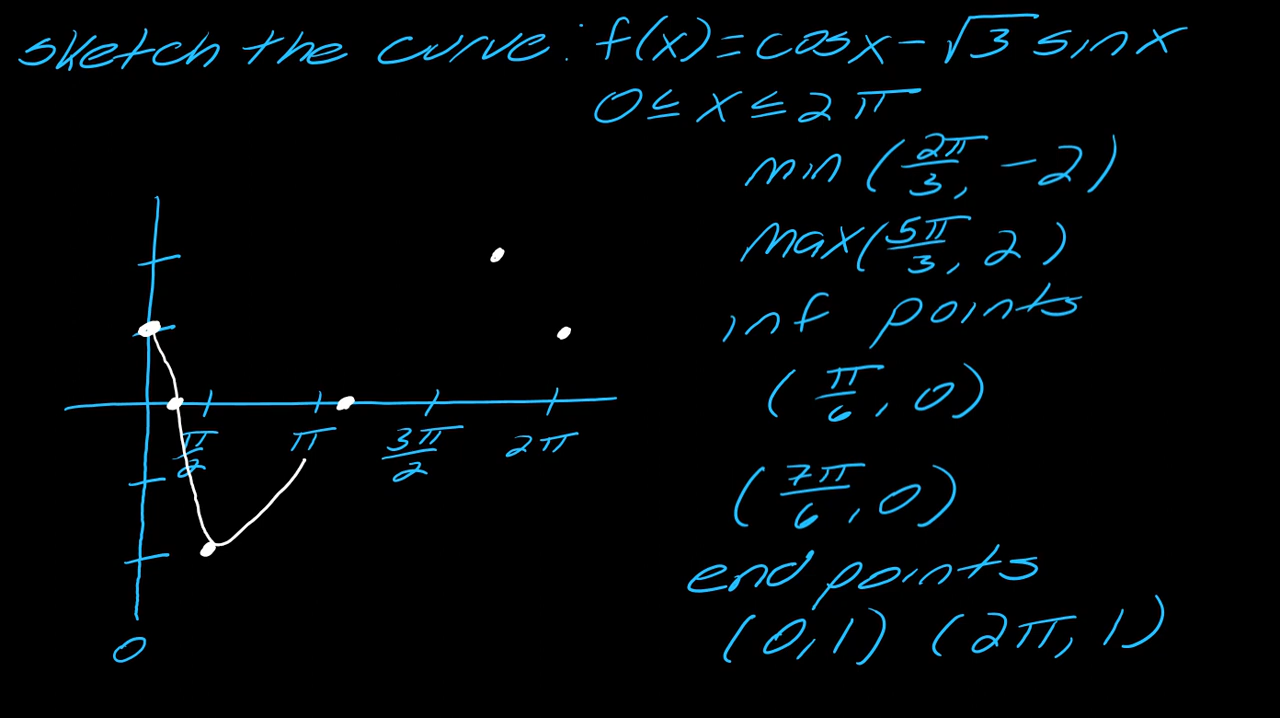 sketch the curve: f(x)=cosx-√3 sinx
0≤x≤2π
min (2π/3, -2)
max(5π/3, 2)
inf points
(π/6, 0)
(7π/6, 0)
end points
(0,1) (2π, 1)
π/2 π 3π/2 2π
0